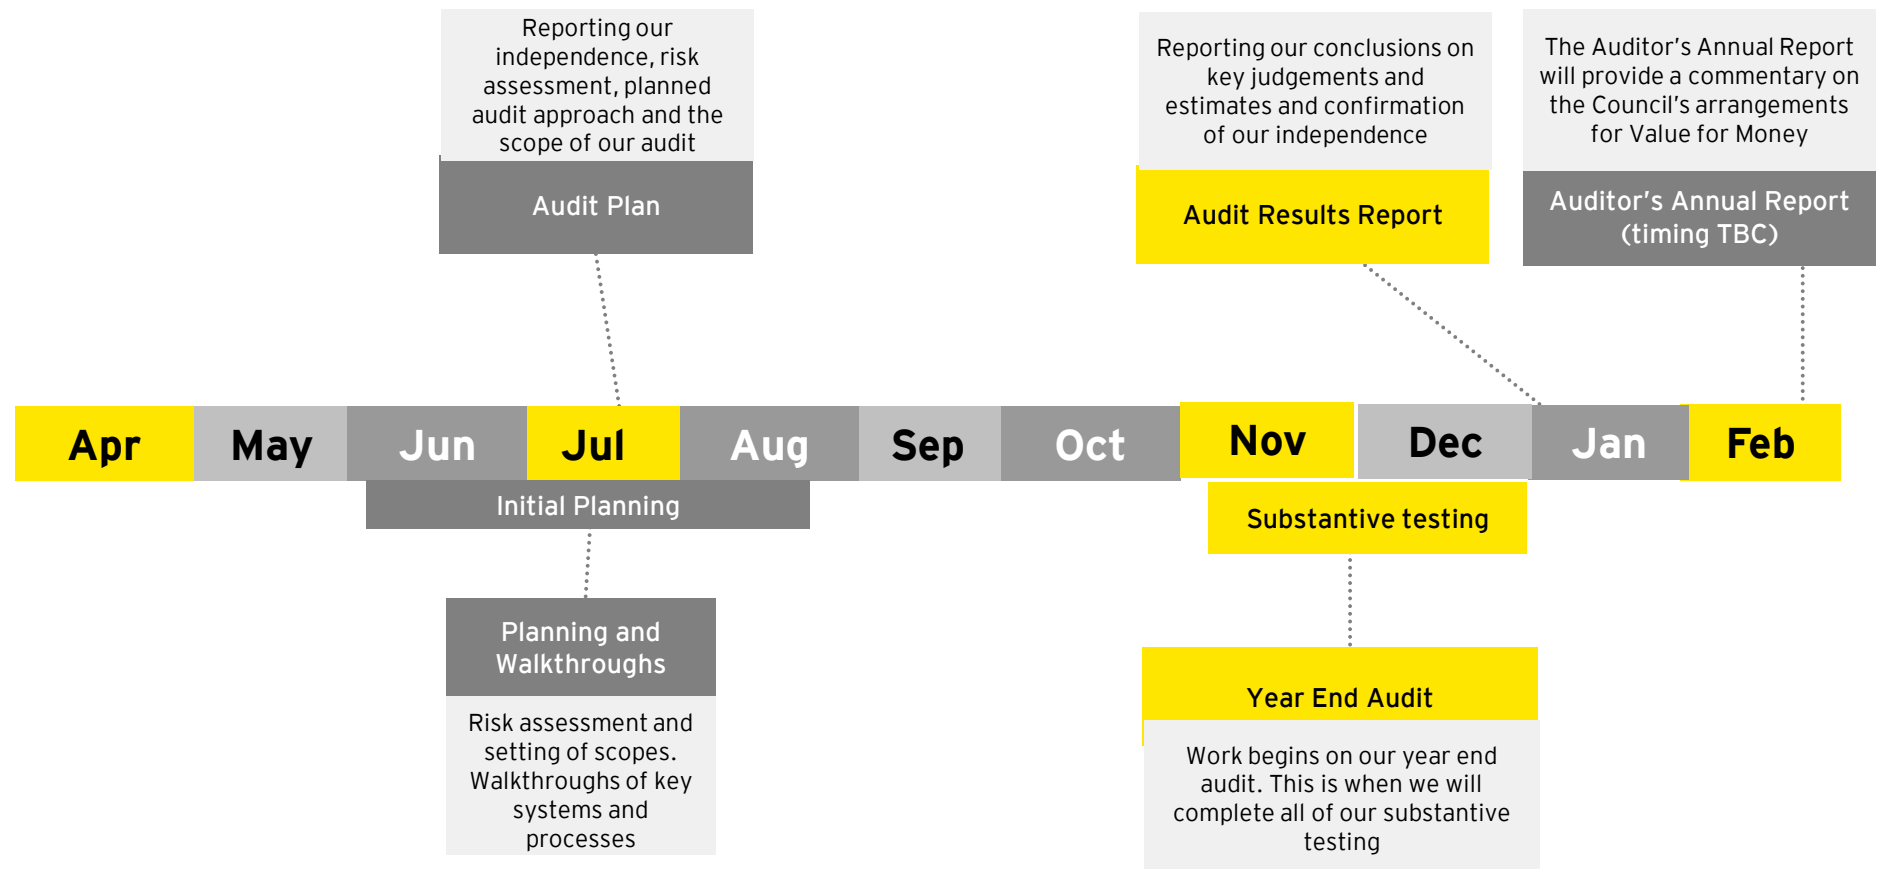 Reporting our
independence, risk
assessment, planned
audit approach and the
scope of our audit
Audit Plan
Reporting our conclusions on
key judgements and
estimates and confirmation
of our independence
Audit Results Report
The Auditor’s Annual Report
will provide a commentary on
the Council’s arrangements
for Value for Money
Auditor’s Annual Report
(timing TBC)
Apr May Jun Jul Aug Sep Oct Nov Dec Jan Feb
Initial Planning
Substantive testing
Planning and
Walkthroughs
Risk assessment and
setting of scopes.
Walkthroughs of key
systems and
processes
Year End Audit
Work begins on our year end
audit. This is when we will
complete all of our substantive
testing